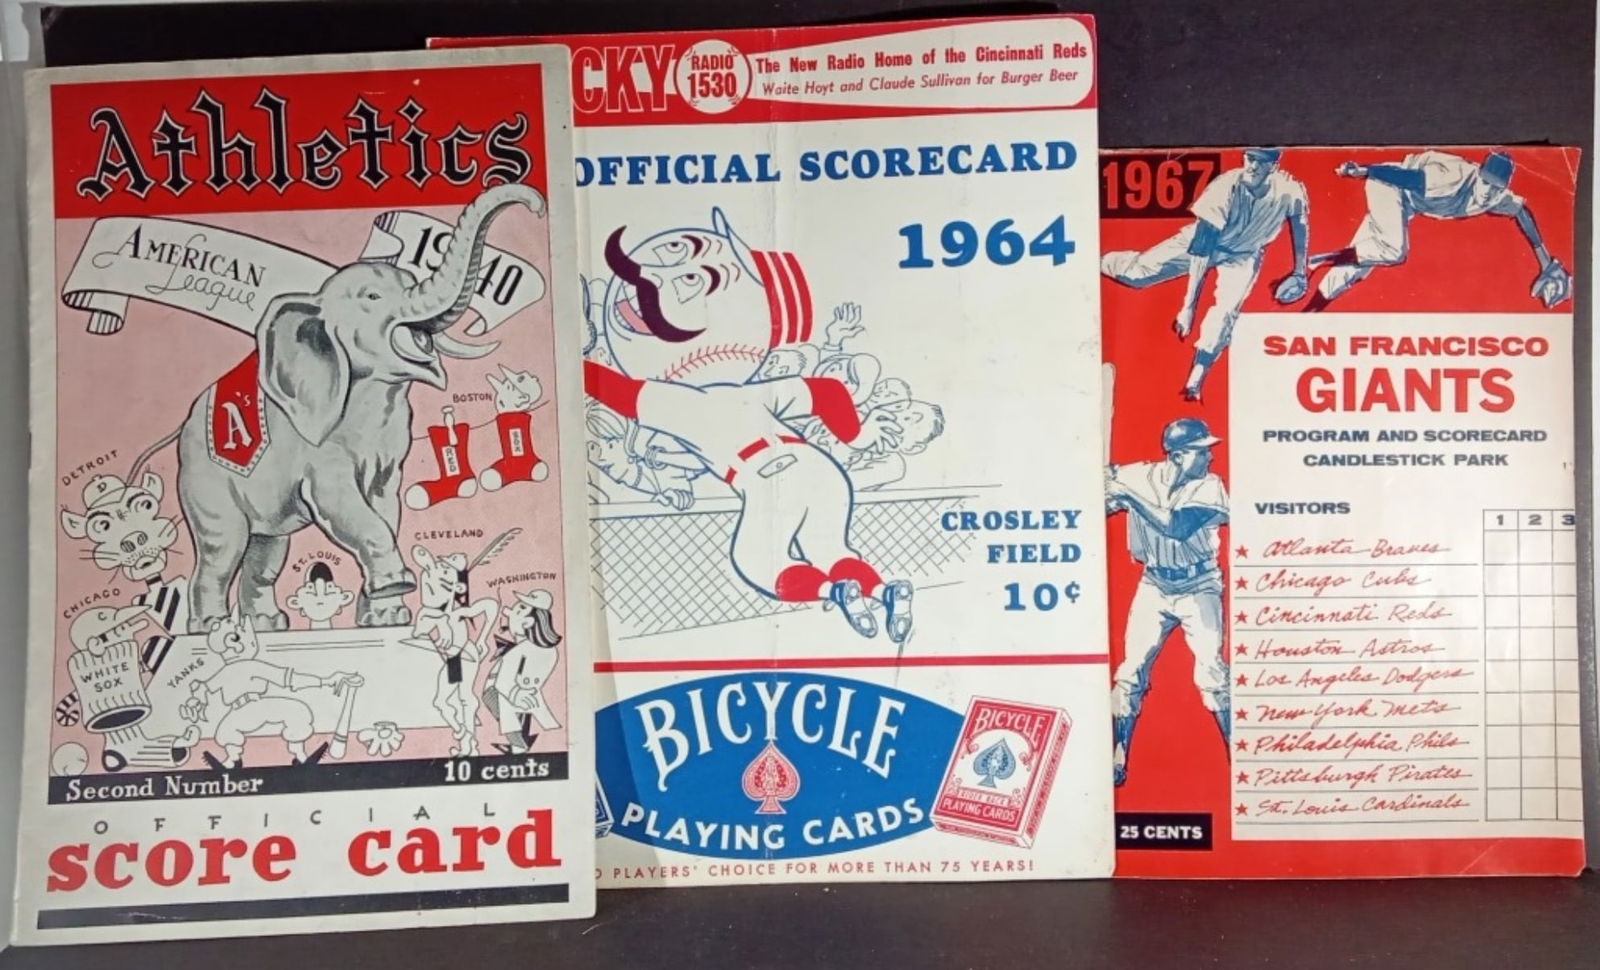 Athletics
AMERICAN
League
1940
A's
BOSTON
RED
SOX
DETROIT
CLEVELAND
ST. LOUIS
WASHINGTON
CHICAGO
C
WHITE
SOX
YANKS
Second Number
10 cents
OFFICIAL
score card
CKY
RADIO
1530
The New Radio Home of the Cincinnati Reds
Waite Hoyt and Claude Sullivan for Burger Beer
OFFICIAL SCORECARD
1964
CROSLEY
FIELD
10¢
BICYCLE
PLAYING CARDS
BICYCLE
RIDER BACK
PLAYING CARDS
PLAYERS' CHOICE FOR MORE THAN 75 YEARS!
1967
SAN FRANCISCO
GIANTS
PROGRAM AND SCORECARD
CANDLESTICK PARK
VISITORS
1 2 3
★ Atlanta Braves
★ Chicago Cubs
★ Cincinnati Reds
★ Houston Astros
★ Los Angeles Dodgers
★ New York Mets
★ Philadelphia Phils
★ Pittsburgh Pirates
★ St. Louis Cardinals
25 CENTS